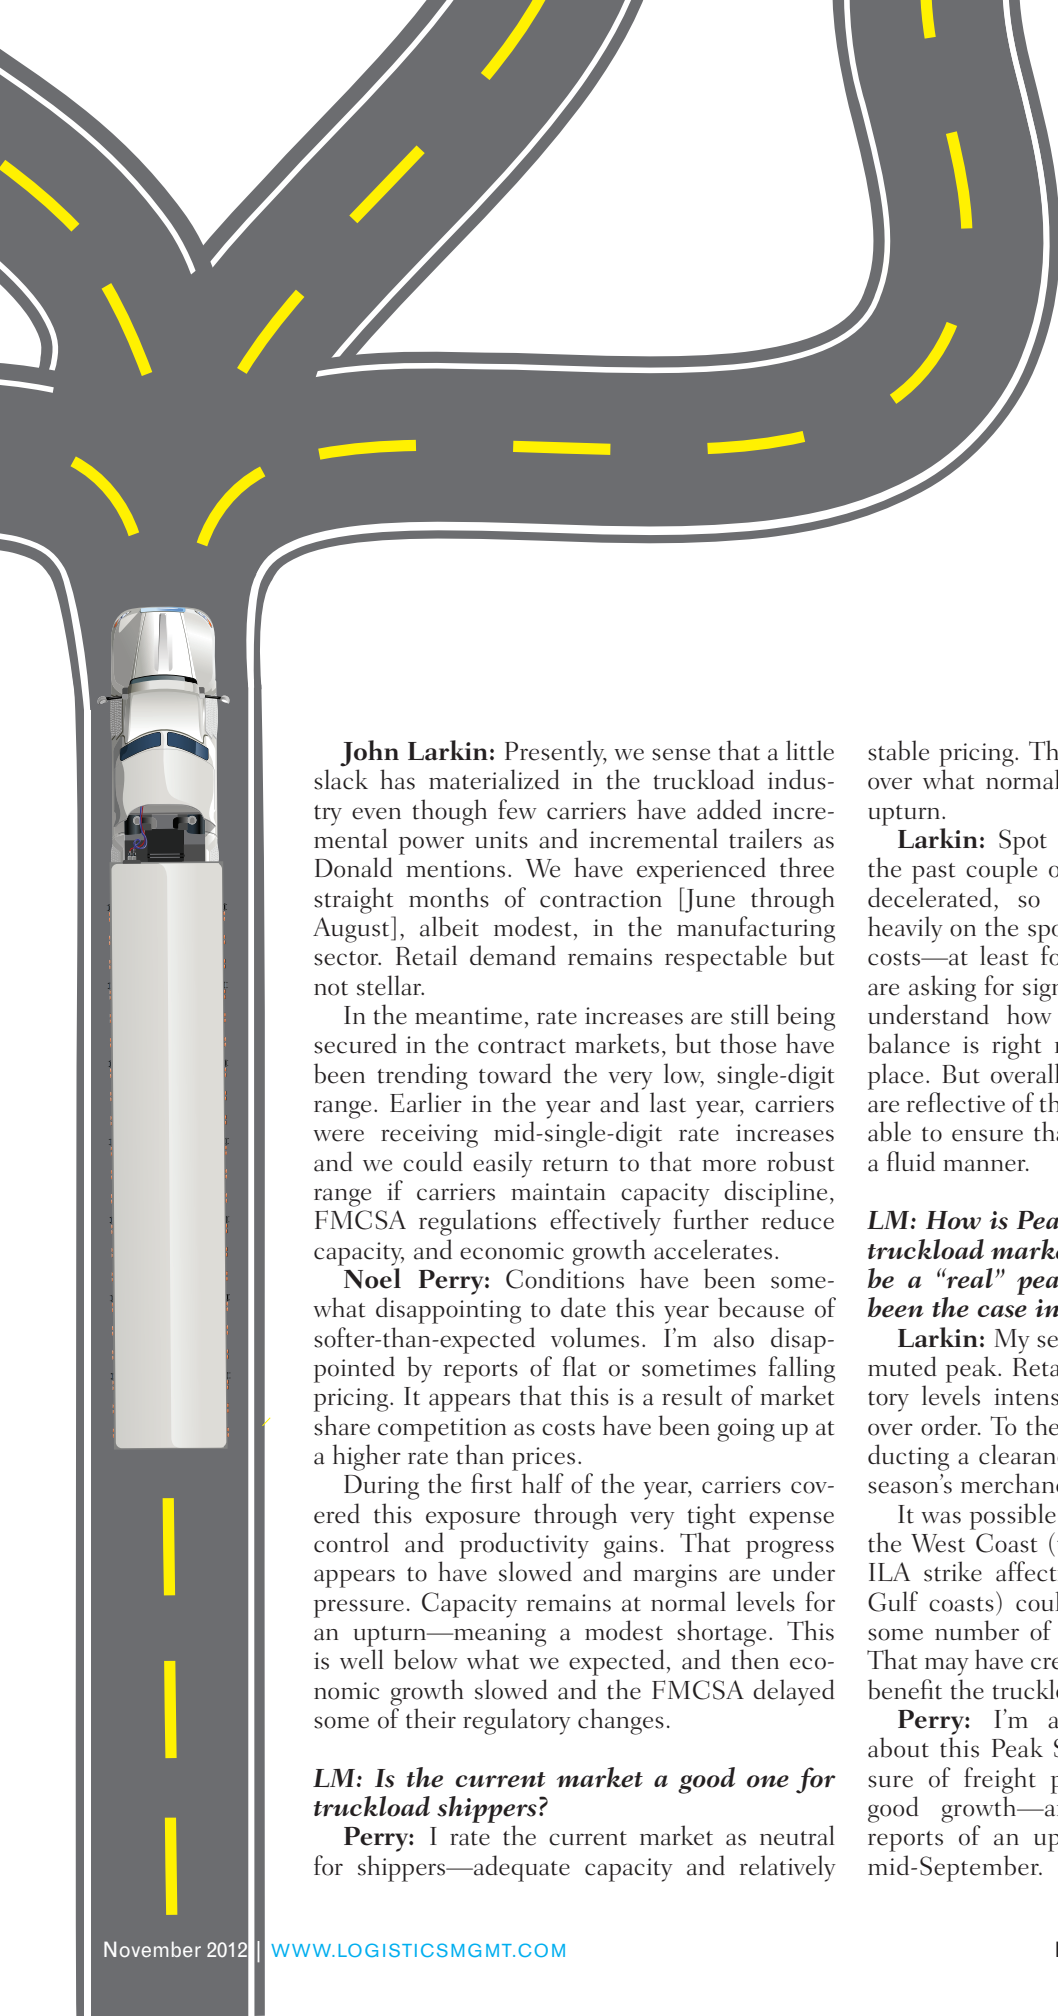 John Larkin: Presently, we sense that a little
slack has materialized in the truckload indus-
try even though few carriers have added incre-
mental power units and incremental trailers as
Donald mentions. We have experienced three
straight months of contraction [June through
August], albeit modest, in the manufacturing
sector. Retail demand remains respectable but
not stellar.
In the meantime, rate increases are still being
secured in the contract markets, but those have
been trending toward the very low, single-digit
range. Earlier in the year and last year, carriers
were receiving mid-single-digit rate increases
and we could easily return to that more robust
range if carriers maintain capacity discipline,
FMCSA regulations effectively further reduce
capacity, and economic growth accelerates.
Noel Perry: Conditions have been some-
what disappointing to date this year because of
softer-than-expected volumes. I'm also disap-
pointed by reports of flat or sometimes falling
pricing. It appears that this is a result of market
share competition as costs have been going up at
a higher rate than prices.
During the first half of the year, carriers cov-
ered this exposure through very tight expense
control and productivity gains. That progress
appears to have slowed and margins are under
pressure. Capacity remains at normal levels for
an upturn—meaning a modest shortage. This
is well below what we expected, and then eco-
nomic growth slowed and the FMCSA delayed
some of their regulatory changes.
LM: Is the current market a good one for
truckload shippers?
Perry: I rate the current market as neutral
for shippers—adequate capacity and relatively
stable pricing. Th
over what normal
upturn.
Larkin: Spot
the past couple o
decelerated, so
heavily on the spo
costs—at least fo
are asking for sign
understand how
balance is right
place. But overall
are reflective of th
able to ensure tha
a fluid manner.
LM: How is Pea
truckload mark
be a “real” pea
been the case in
Larkin: My se
muted peak. Reta
tory levels intens
over order. To the
ducting a clearan
season's merchan
It was possible
the West Coast (
ILA strike affect
Gulf coasts) coul
some number of
That may have cre
benefit the truckl
Perry: I'm a
about this Peak S
sure of freight p
good growth—a
reports of an up
mid-September.
November 2012 | WWW.LOGISTICSMGMT.COM